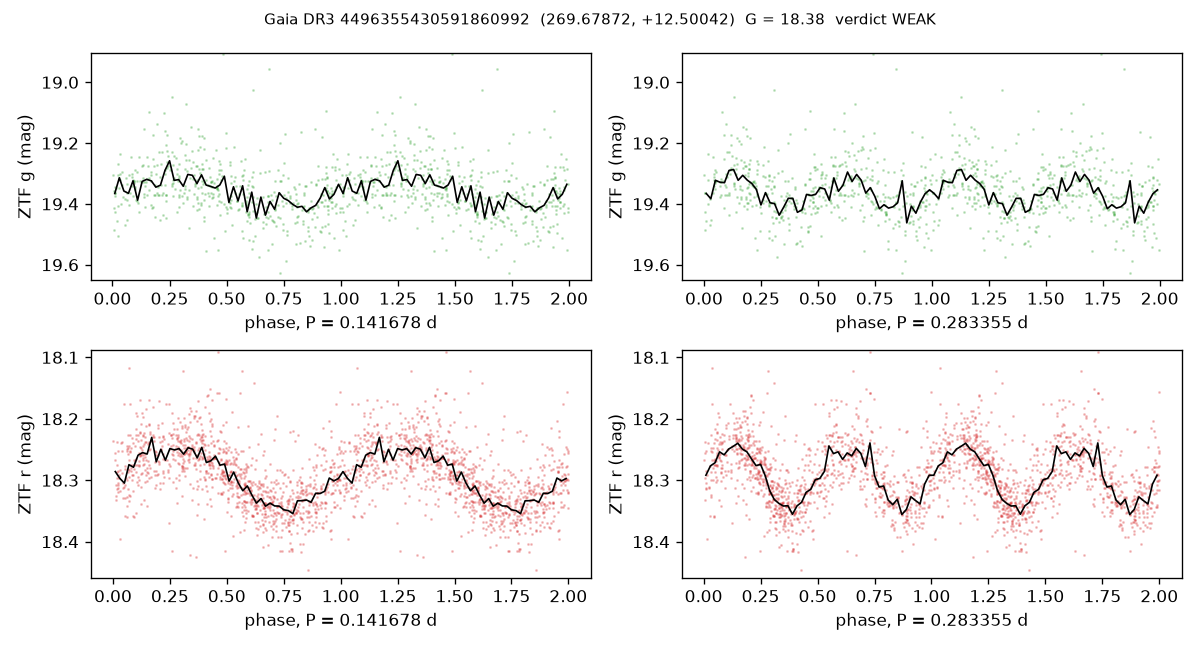 Gaia DR3 4496355430591860992 (269.67872, +12.50042) G = 18.38 verdict WEAK
ZTF g (mag)
19.0
19.2
19.4
19.6
0.00 0.25 0.50 0.75 1.00 1.25 1.50 1.75 2.00
phase, P = 0.141678 d
ZTF g (mag)
19.0
19.2
19.4
19.6
0.00 0.25 0.50 0.75 1.00 1.25 1.50 1.75 2.00
phase, P = 0.283355 d
ZTF r (mag)
18.1
18.2
18.3
18.4
0.00 0.25 0.50 0.75 1.00 1.25 1.50 1.75 2.00
phase, P = 0.141678 d
ZTF r (mag)
18.1
18.2
18.3
18.4
0.00 0.25 0.50 0.75 1.00 1.25 1.50 1.75 2.00
phase, P = 0.283355 d